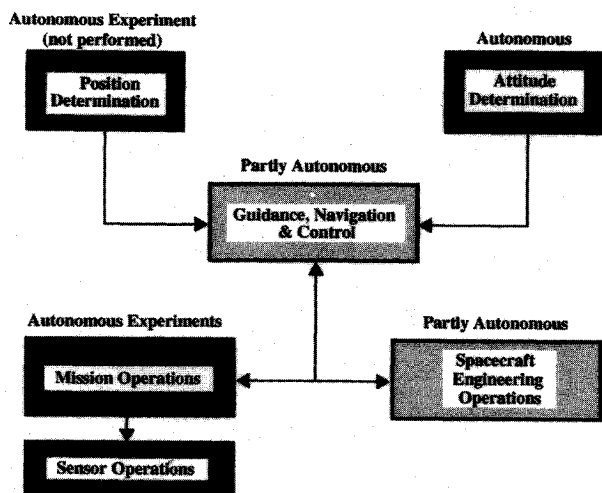 Autonomous Experiment
(not performed)
Position
Determination
Autonomous
Attitude
Determination
Partly Autonomous
Guidance, Navigation
& Control
Autonomous Experiments
Mission Operations
Sensor Operations
Partly Autonomous
Spacecraft
Engineering
Operations